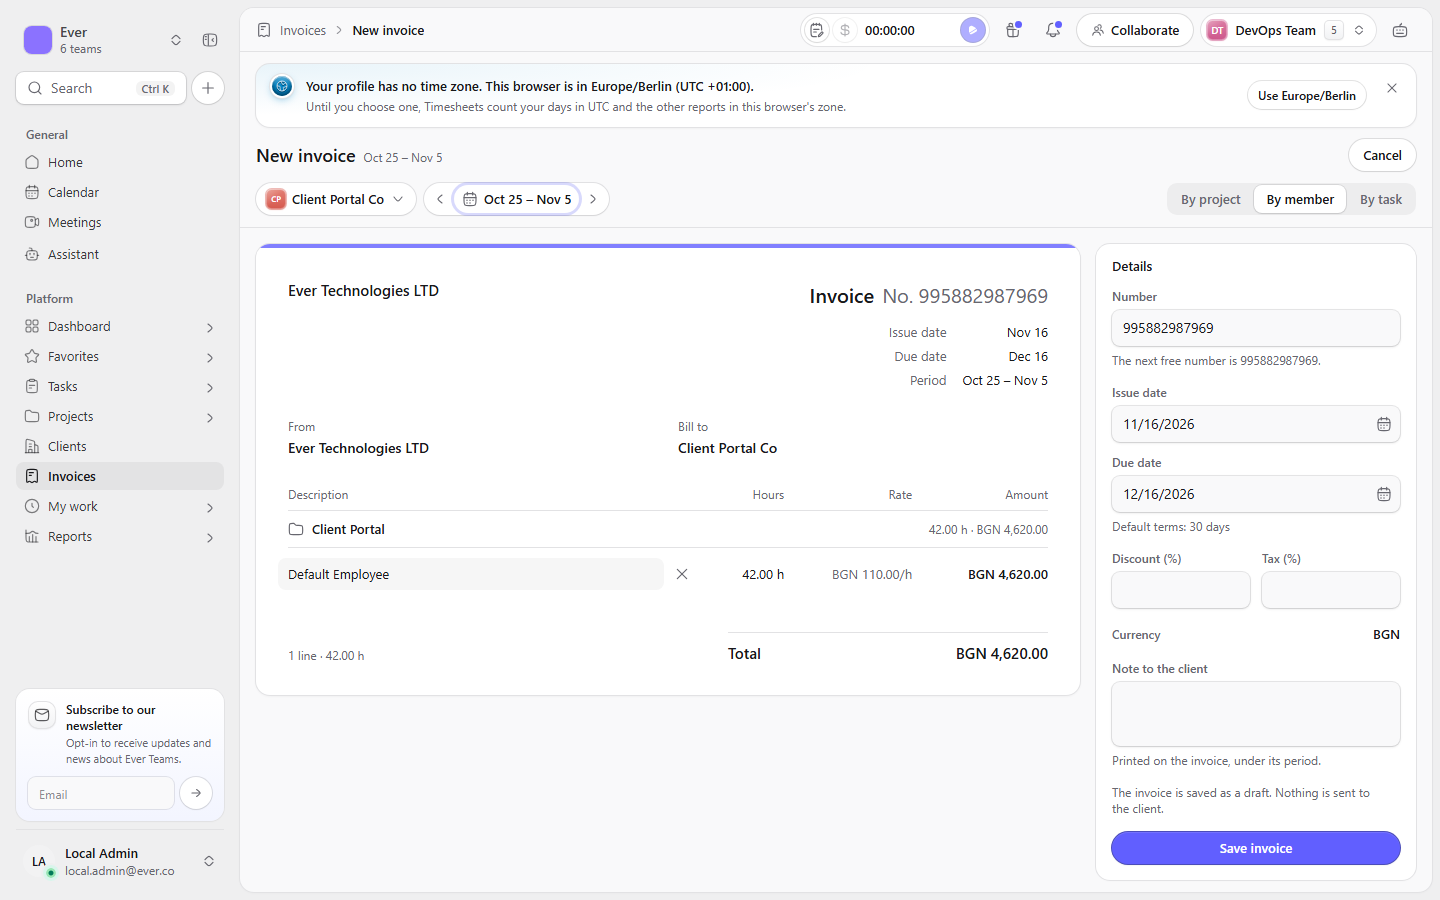 Ever
6 teams
Search
Ctrl K
General
Home
Calendar
Meetings
Assistant
Platform
Dashboard
Favorites
Tasks
Projects
Clients
Invoices
My work
Reports
Subscribe to our
newsletter
Opt-in to receive updates and
news about Ever Teams.
Email
LA
Local Admin
local.admin@ever.co
Invoices
New invoice
00:00:00
Collaborate
DT
DevOps Team
5
Your profile has no time zone. This browser is in Europe/Berlin (UTC +01:00).
Until you choose one, Timesheets count your days in UTC and the other reports in this browser's zone.
Use Europe/Berlin
New invoice
Oct 25 – Nov 5
Cancel
CP
Client Portal Co
Oct 25 – Nov 5
By project
By member
By task
Ever Technologies LTD
Invoice No. 995882987969
Issue date Nov 16
Due date Dec 16
Period Oct 25 – Nov 5
From
Ever Technologies LTD
Bill to
Client Portal Co
Description Hours Rate Amount
Client Portal 42.00 h · BGN 4,620.00
Default Employee 42.00 h BGN 110.00/h BGN 4,620.00
1 line · 42.00 h
Total BGN 4,620.00
Details
Number
995882987969
The next free number is 995882987969.
Issue date
11/16/2026
Due date
12/16/2026
Default terms: 30 days
Discount (%)
Tax (%)
Currency BGN
Note to the client
Printed on the invoice, under its period.
The invoice is saved as a draft. Nothing is sent to
the client.
Save invoice